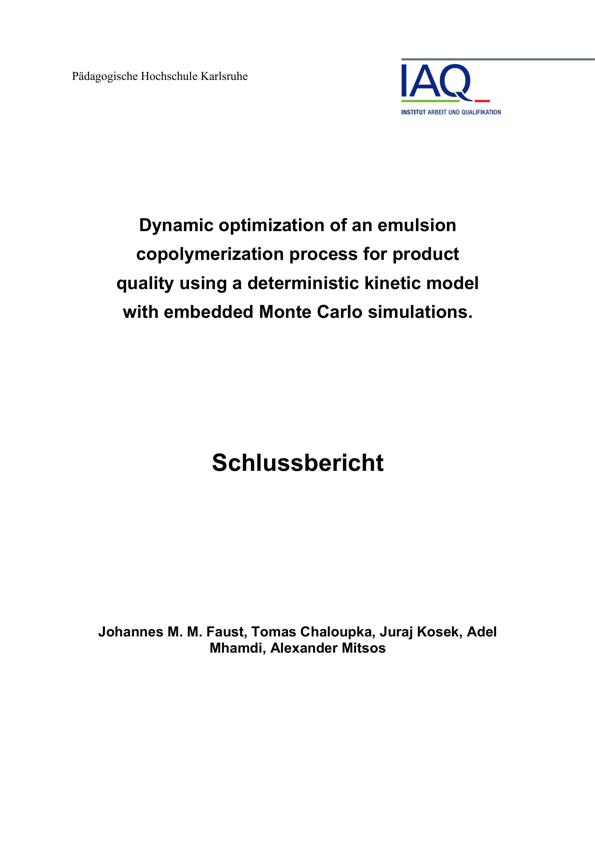 Pädagogische Hochschule Karlsruhe
IAQ
INSTITUT ARBEIT UND QUALIFIKATION
Dynamic optimization of an emulsion
copolymerization process for product
quality using a deterministic kinetic model
with embedded Monte Carlo simulations.
Schlussbericht
Johannes M. M. Faust, Tomas Chaloupka, Juraj Kosek, Adel
Mhamdi, Alexander Mitsos